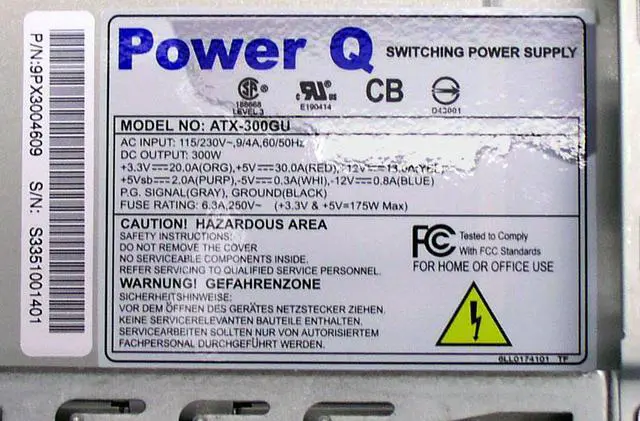 P/N:9PX3004609 S/N: S3351001401
Power Q SWITCHING POWER SUPPLY
SP® ®
188668
LEVEL 3
E190414
CB
D43001
MODEL NO: ATX-300GU
AC INPUT: 115/230V~,9/4A,60/50Hz
DC OUTPUT: 300W
+3.3V⎓20.0A(ORG),+5V⎓30.0A(RED),
+5Vsb⎓2.0A(PURP),-5V⎓0.3A(WHI),-12V⎓0.8A(BLUE)
P.G. SIGNAL(GRAY), GROUND(BLACK)
FUSE RATING: 6.3A,250V~ (+3.3V & +5V=175W Max)
CAUTION! HAZARDOUS AREA
SAFETY INSTRUCTIONS:
DO NOT REMOVE THE COVER
NO SERVICEABLE COMPONENTS INSIDE.
REFER SERVICING TO QUALIFIED SERVICE PERSONNEL.
WARNUNG! GEFAHRENZONE
SICHERHEITSHINWEISE:
VOR DEM ÖFFNEN DES GERÄTES NETZSTECKER ZIEHEN.
KEINE SERVICERELEVANTEN BAUTEILE ENTHALTEN.
SERVICEARBEITEN SOLLTEN NUR VON AUTORISIERTEM
FACHPERSONAL DURCHGEFÜHRT WERDEN.
FC Tested to Comply
With FCC Standards
FOR HOME OR OFFICE USE
6LL0174101 TF